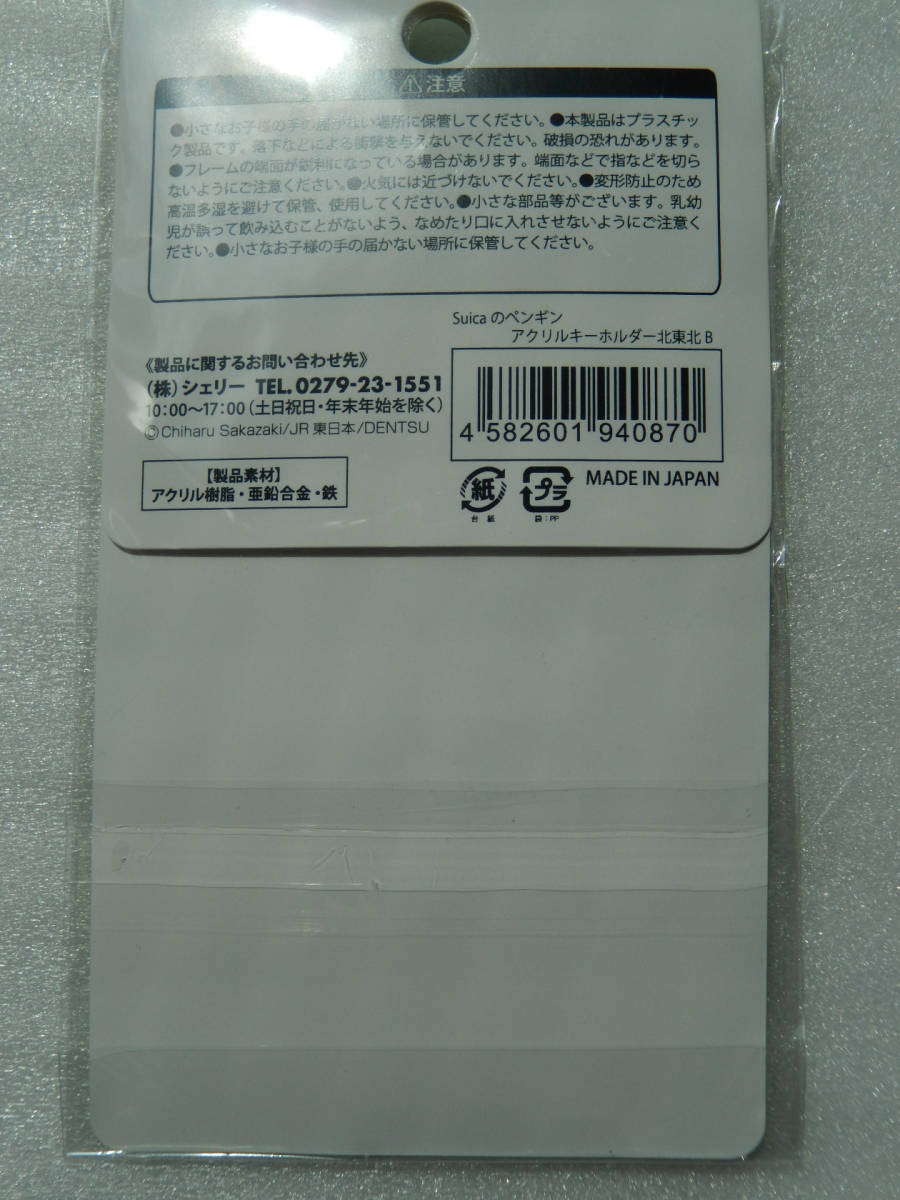 ⚠注意
●小さなお子様の手の届かない場所に保管してください。●本製品はプラスチッ
ク製品です。落下などによる衝撃を与えないでください。破損の恐れがあります。
●フレームの端面が鋭利になっている場合があります。端面などで指などを切ら
ないようにご注意ください。●火気には近づけないでください。●変形防止のため
高温多湿を避けて保管、使用してください。●小さな部品等がございます。乳幼
児が誤って飲み込むことがないよう、なめたり口に入れさせないようにご注意く
ださい。●小さなお子様の手の届かない場所に保管してください。
Suica のペンギン
アクリルキーホルダー北東北 B
《製品に関するお問い合わせ先》
(株)シェリー TEL.0279-23-1551
10:00〜17:00(土日祝日・年末年始を除く)
©Chiharu Sakazaki/JR 東日本/DENTSU
4 582601 940870
【製品素材】
アクリル樹脂・亜鉛合金・鉄
紙
台 紙
プラ
袋:PP
MADE IN JAPAN